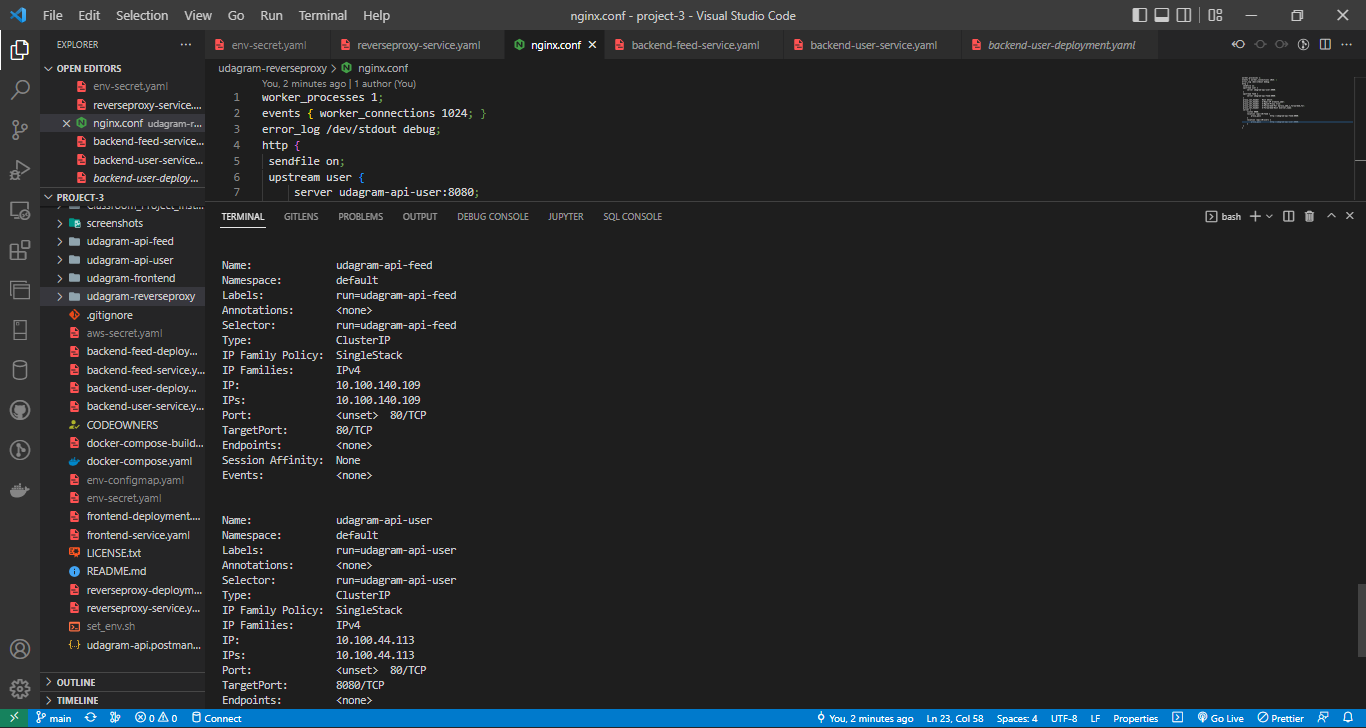 File Edit Selection View Go Run Terminal Help
nginx.conf - project-3 - Visual Studio Code
EXPLORER
OPEN EDITORS
env-secret.yaml
reverseproxy-service....
nginx.conf udagram-r...
backend-feed-service...
backend-user-service...
backend-user-deploy...
PROJECT-3
screenshots
udagram-api-feed
udagram-api-user
udagram-frontend
udagram-reverseproxy
.gitignore
aws-secret.yaml
backend-feed-deploy...
backend-feed-service.y...
backend-user-deploy...
backend-user-service.y...
CODEOWNERS
docker-compose-build...
docker-compose.yaml
env-configmap.yaml
env-secret.yaml
frontend-deployment....
frontend-service.yaml
LICENSE.txt
README.md
reverseproxy-deploym...
reverseproxy-service.y...
set_env.sh
udagram-api.postman...
OUTLINE
TIMELINE
env-secret.yaml reverseproxy-service.yaml nginx.conf backend-feed-service.yaml backend-user-service.yaml backend-user-deployment.yaml
udagram-reverseproxy > nginx.conf
You, 2 minutes ago | 1 author (You)
1 worker_processes 1;
2 events { worker_connections 1024; }
3 error_log /dev/stdout debug;
4 http {
5 sendfile on;
6 upstream user {
7 server udagram-api-user:8080;
TERMINAL GITLENS PROBLEMS OUTPUT DEBUG CONSOLE JUPYTER SQL CONSOLE
bash
Name: udagram-api-feed
Namespace: default
Labels: run=udagram-api-feed
Annotations: <none>
Selector: run=udagram-api-feed
Type: ClusterIP
IP Family Policy: SingleStack
IP Families: IPv4
IP: 10.100.140.109
IPs: 10.100.140.109
Port: <unset> 80/TCP
TargetPort: 80/TCP
Endpoints: <none>
Session Affinity: None
Events: <none>
Name: udagram-api-user
Namespace: default
Labels: run=udagram-api-user
Annotations: <none>
Selector: run=udagram-api-user
Type: ClusterIP
IP Family Policy: SingleStack
IP Families: IPv4
IP: 10.100.44.113
IPs: 10.100.44.113
Port: <unset> 80/TCP
TargetPort: 8080/TCP
Endpoints: <none>
main 0 0 Connect You, 2 minutes ago Ln 23, Col 58 Spaces: 4 UTF-8 LF Properties Go Live Prettier